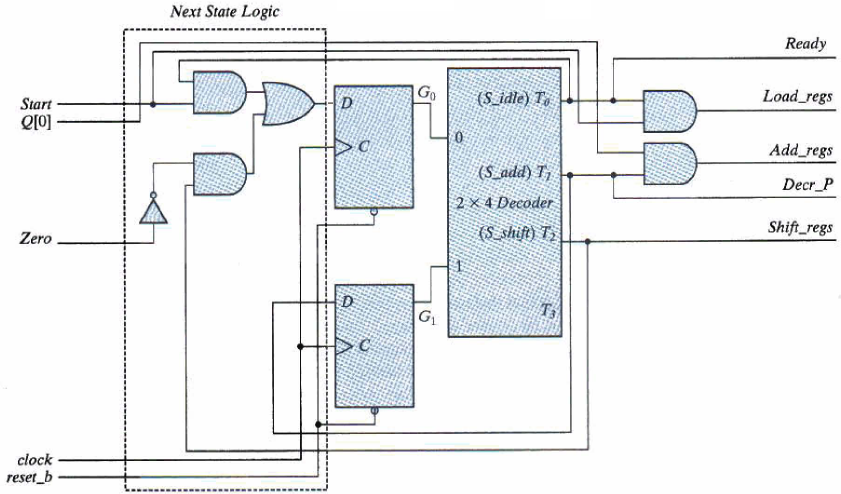 Next State Logic
Ready
Start
Q[0]
D
G₀
(S_idle) T₀
Load_regs
C
0
Add_regs
(S_add) T₁
Decr_P
2 × 4 Decoder
Zero
(S_shift) T₂
Shift_regs
1
D
G₁
T₃
C
clock
reset_b